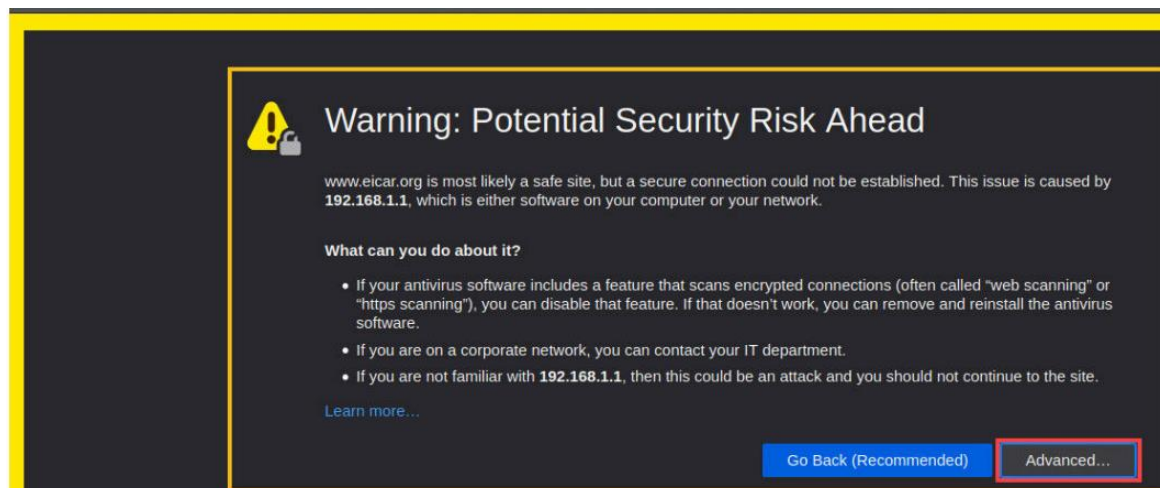 Warning: Potential Security Risk Ahead
www.eicar.org is most likely a safe site, but a secure connection could not be established. This issue is caused by
192.168.1.1, which is either software on your computer or your network.
What can you do about it?
• If your antivirus software includes a feature that scans encrypted connections (often called “web scanning” or
“https scanning”), you can disable that feature. If that doesn’t work, you can remove and reinstall the antivirus
software.
• If you are on a corporate network, you can contact your IT department.
• If you are not familiar with 192.168.1.1, then this could be an attack and you should not continue to the site.
Learn more…
Go Back (Recommended) Advanced…